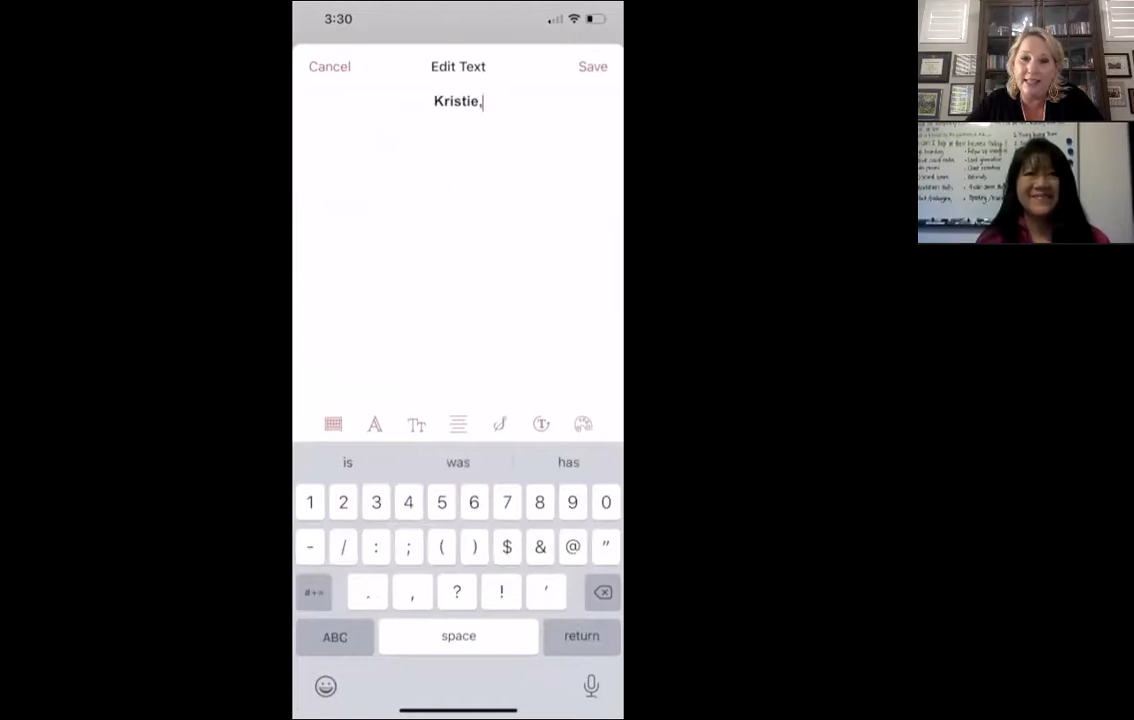 3:30
Cancel Edit Text Save
Kristie,
is was has
1 2 3 4 5 6 7 8 9 0
- / : ; ( ) $ & @ "
#+= . , ? ! '
ABC space return